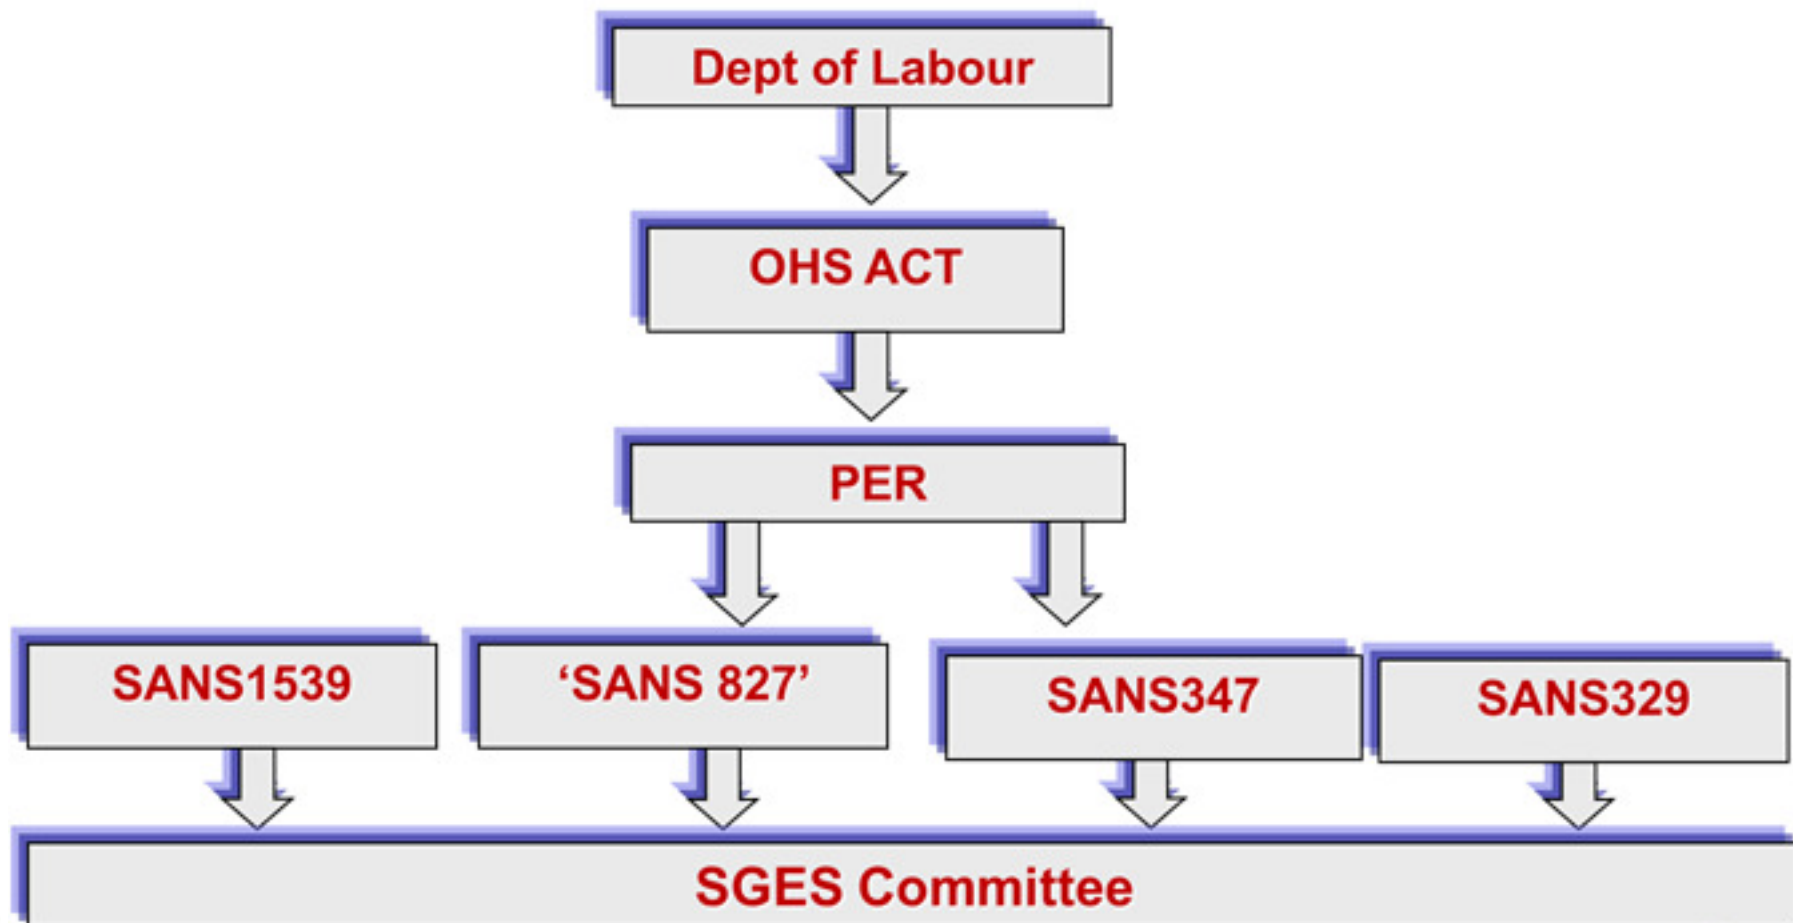 Dept of Labour
OHS ACT
PER
SANS1539
‘SANS 827’
SANS347
SANS329
SGES Committee